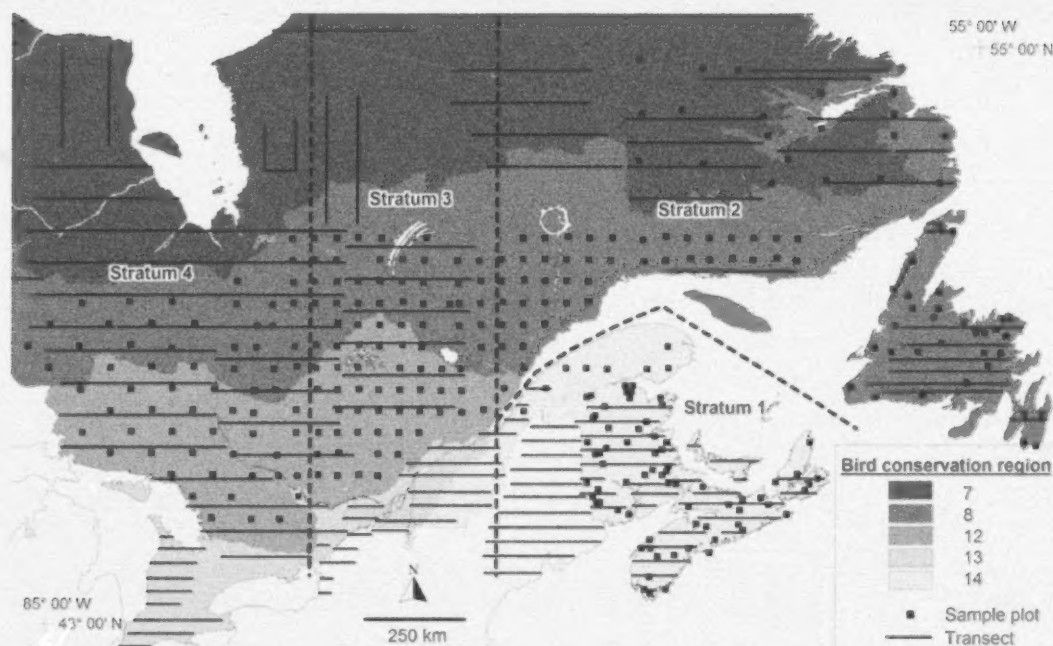 55° 00' W
55° 00' N
Stratum 3
Stratum 2
Stratum 4
Stratum 1
Bird conservation region
7
8
12
13
14
85° 00' W
43° 00' N
N
250 km
Sample plot
Transect